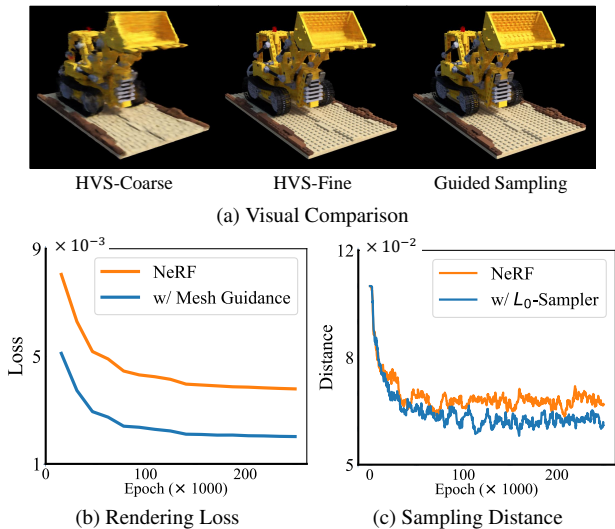 HVS-Coarse HVS-Fine Guided Sampling
(a) Visual Comparison
9 × 10⁻³
NeRF
w/ Mesh Guidance
Loss
5
1
0 100 200
Epoch (× 1000)
(b) Rendering Loss
12 × 10⁻²
NeRF
w/ L₀-Sampler
Distance
8
5
0 100 200
Epoch (× 1000)
(c) Sampling Distance